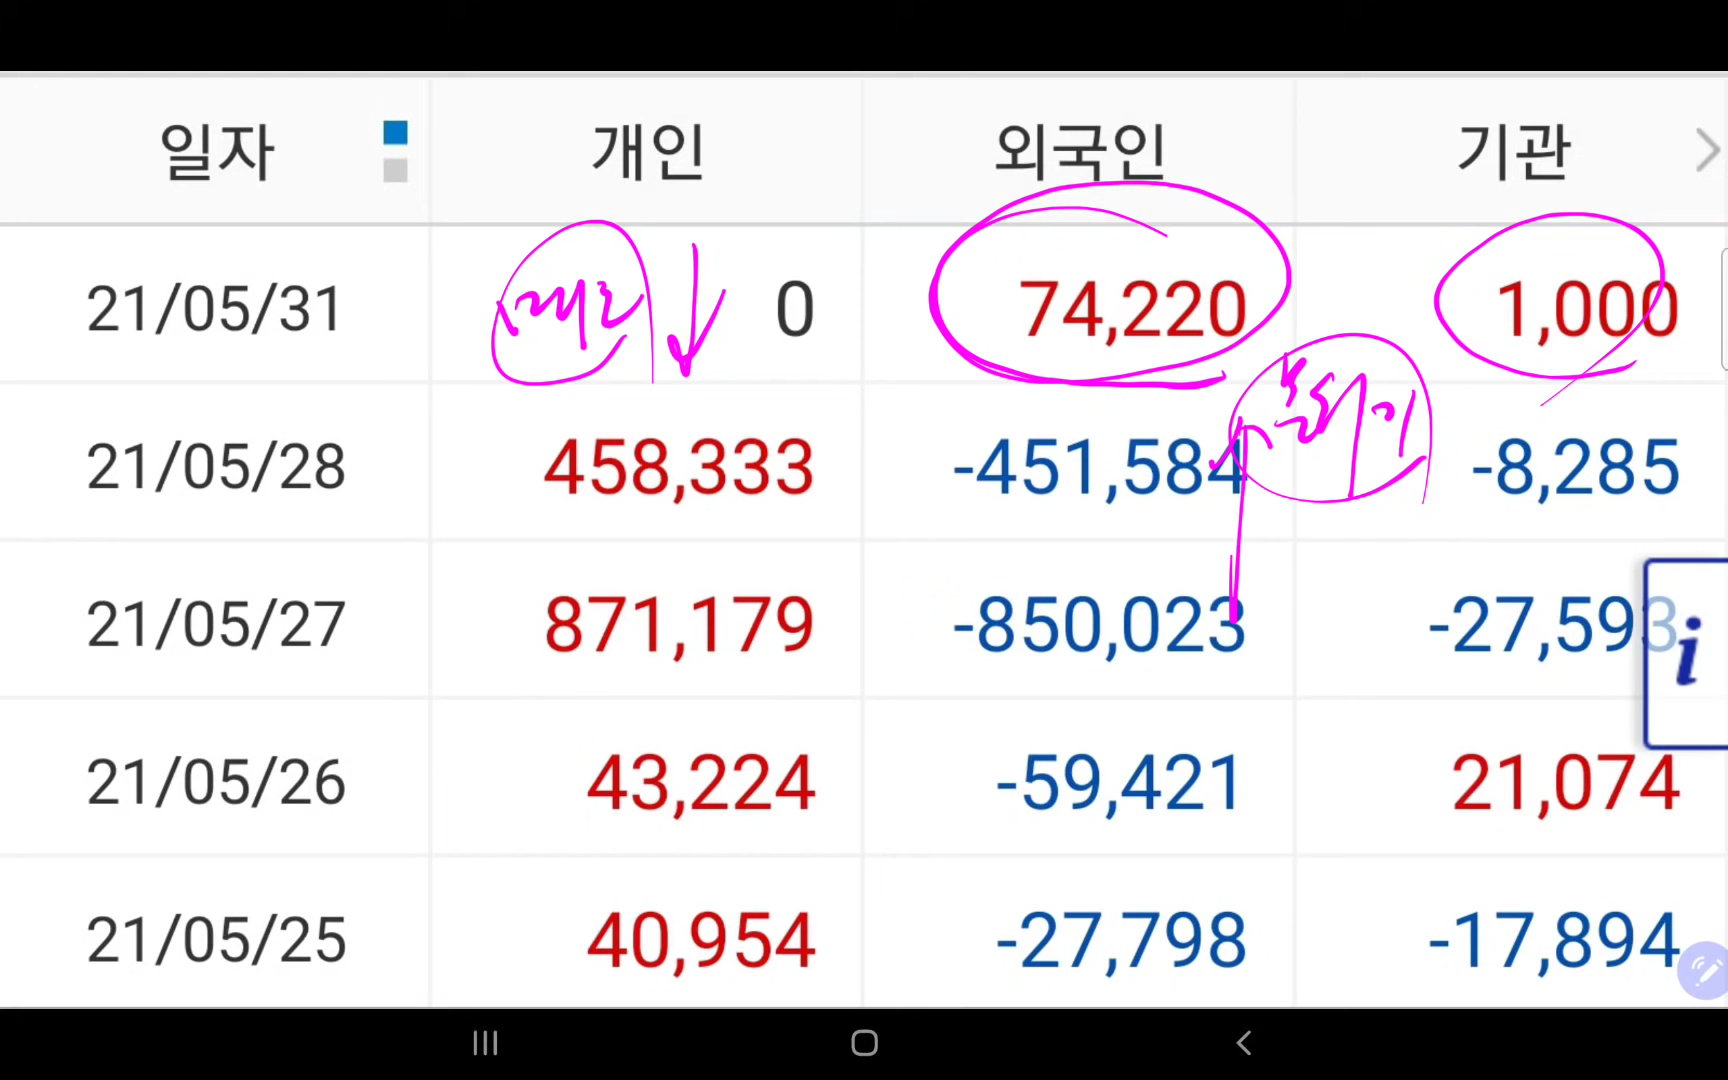 일자 개인 외국인 기관
21/05/31 0 74,220 1,000
21/05/28 458,333 -451,584 -8,285
21/05/27 871,179 -850,023 -27,593
i
21/05/26 43,224 -59,421 21,074
21/05/25 40,954 -27,798 -17,894